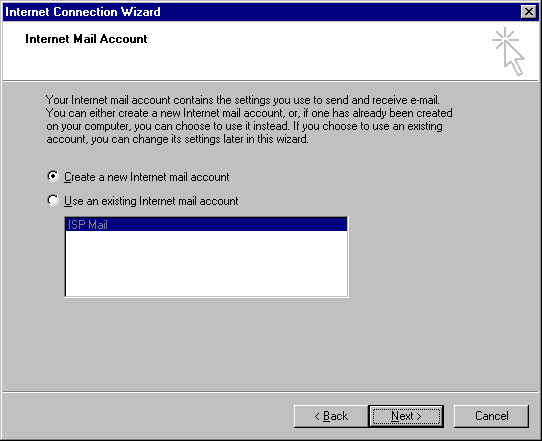 Internet Connection Wizard
Internet Mail Account
Your Internet mail account contains the settings you use to send and receive e-mail.
You can either create a new Internet mail account, or, if one has already been created
on your computer, you can choose to use it instead. If you choose to use an existing
account, you can change its settings later in this wizard.
Create a new Internet mail account
Use an existing Internet mail account
ISP Mail
< Back Next > Cancel